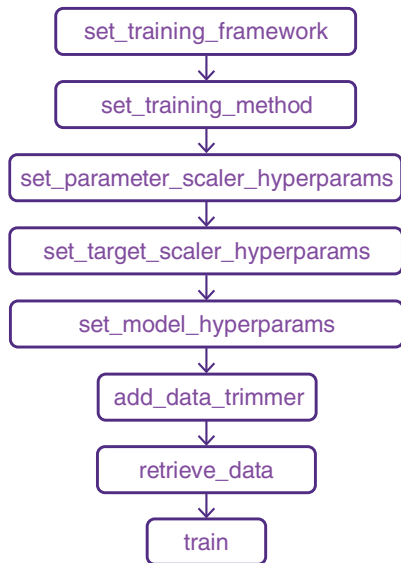 set_training_framework
set_training_method
set_parameter_scaler_hyperparams
set_target_scaler_hyperparams
set_model_hyperparams
add_data_trimmer
retrieve_data
train